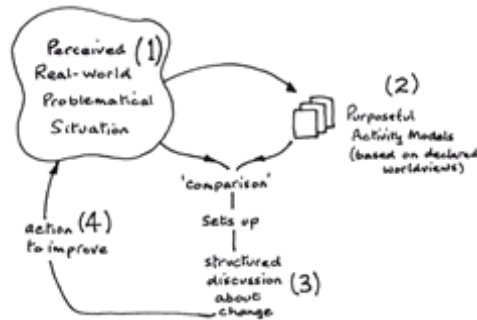 Perceived (1)
Real-World
Problematical
Situation
(2)
Purposeful
Activity Models
(based on declared
worldviews)
'comparison'
Sets up
structured
discussion (3)
about
change
action (4)
to improve